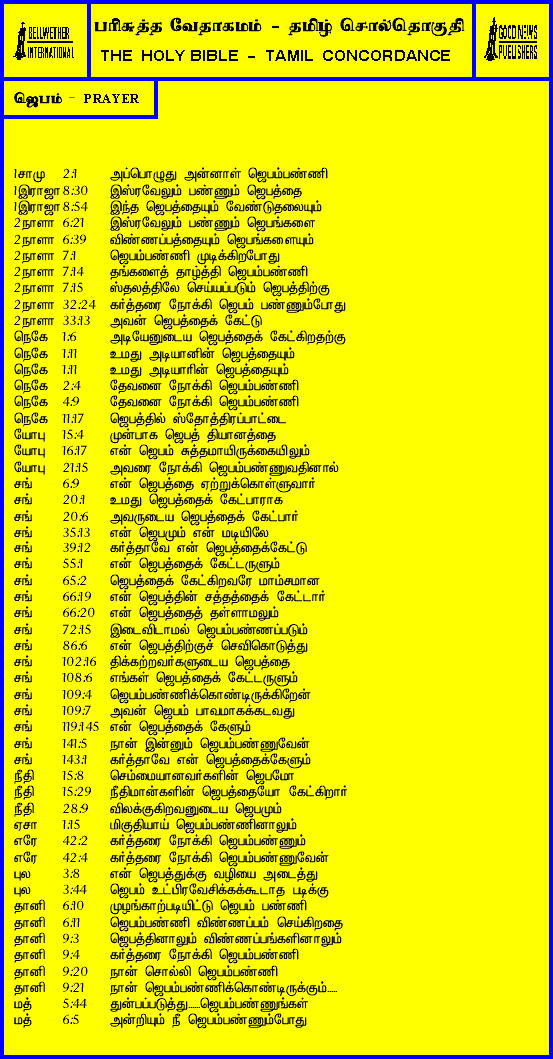 BELLWETHER
INTERNATIONAL
பரிசுத்த வேதாகமம் - தமிழ் சொல்தொகுதி
THE HOLY BIBLE - TAMIL CONCORDANCE
GOOD NEWS
PUBLISHERS
ஜெபம் - PRAYER
1சாமு 2:1 அப்பொழுது அன்னாள் ஜெபம்பண்ணி
1இராஜா 8:30 இஸ்ரவேலும் பண்ணும் ஜெபத்தை
1இராஜா 8:54 இந்த ஜெபத்தையும் வேண்டுதலையும்
2நாளா 6:21 இஸ்ரவேலும் பண்ணும் ஜெபங்களை
2நாளா 6:39 விண்ணப்பத்தையும் ஜெபங்களையும்
2நாளா 7:1 ஜெபம்பண்ணி முடிக்கிறபோது
2நாளா 7:14 தங்களைத் தாழ்த்தி ஜெபம்பண்ணி
2நாளா 7:15 ஸ்தலத்திலே செய்யப்படும் ஜெபத்திற்கு
2நாளா 32:24 கர்த்தரை நோக்கி ஜெபம் பண்ணும்போது
2நாளா 33:13 அவன் ஜெபத்தைக் கேட்டு
நெகே 1:6 அடியேனுடைய ஜெபத்தைக் கேட்கிறதற்கு
நெகே 1:11 உமது அடியானின் ஜெபத்தையும்
நெகே 1:11 உமது அடியாரின் ஜெபத்தையும்
நெகே 2:4 தேவனை நோக்கி ஜெபம்பண்ணி
நெகே 4:9 தேவனை நோக்கி ஜெபம்பண்ணி
நெகே 11:17 ஜெபத்தில் ஸ்தோத்திரப்பாட்டை
யோபு 15:4 முன்பாக ஜெபத் தியானத்தை
யோபு 16:17 என் ஜெபம் சுத்தமாயிருக்கையிலும்
யோபு 21:15 அவரை நோக்கி ஜெபம்பண்ணுவதினால்
சங் 6:9 என் ஜெபத்தை ஏற்றுக்கொள்ளுவார்
சங் 20:1 உமது ஜெபத்தைக் கேட்பாராக
சங் 20:6 அவருடைய ஜெபத்தைக் கேட்பார்
சங் 35:13 என் ஜெபமும் என் மடியிலே
சங் 39:12 கர்த்தாவே என் ஜெபத்தைக்கேட்டு
சங் 55:1 என் ஜெபத்தைக் கேட்டருளும்
சங் 65:2 ஜெபத்தைக் கேட்கிறவரே மாம்சமான
சங் 66:19 என் ஜெபத்தின் சத்தத்தைக் கேட்டார்
சங் 66:20 என் ஜெபத்தைத் தள்ளாமலும்
சங் 72:15 இடைவிடாமல் ஜெபம்பண்ணப்படும்
சங் 86:6 என் ஜெபத்திற்குச் செவிகொடுத்து
சங் 102:16 திக்கற்றவர்களுடைய ஜெபத்தை
சங் 108:6 எங்கள் ஜெபத்தைக் கேட்டருளும்
சங் 109:4 ஜெபம்பண்ணிக்கொண்டிருக்கிறேன்
சங் 109:7 அவன் ஜெபம் பாவமாகக்கடவது
சங் 119:145 என் ஜெபத்தைக் கேளும்
சங் 141:5 நான் இன்னும் ஜெபம்பண்ணுவேன்
சங் 143:1 கர்த்தாவே என் ஜெபத்தைக்கேளும்
நீதி 15:8 செம்மையானவர்களின் ஜெபமோ
நீதி 15:29 நீதிமான்களின் ஜெபத்தையோ கேட்கிறார்
நீதி 28:9 விலக்குகிறவனுடைய ஜெபமும்
ஏசா 1:15 மிகுதியாய் ஜெபம்பண்ணினாலும்
எரே 42:2 கர்த்தரை நோக்கி ஜெபம்பண்ணும்
எரே 42:4 கர்த்தரை நோக்கி ஜெபம்பண்ணுவேன்
புல 3:8 என் ஜெபத்துக்கு வழியை அடைத்து
புல 3:44 ஜெபம் உட்பிரவேசிக்கக்கூடாத படிக்கு
தானி 6:10 முழங்காற்படியிட்டு ஜெபம் பண்ணி
தானி 6:11 ஜெபம்பண்ணி விண்ணப்பம் செய்கிறதை
தானி 9:3 ஜெபத்தினாலும் விண்ணப்பங்களினாலும்
தானி 9:4 கர்த்தரை நோக்கி ஜெபம்பண்ணி
தானி 9:20 நான் சொல்லி ஜெபம்பண்ணி
தானி 9:21 நான் ஜெபம்பண்ணிக்கொண்டிருக்கும்.....
மத் 5:44 துன்பப்படுத்து.....ஜெபம்பண்ணுங்கள்
மத் 6:5 அன்றியும் நீ ஜெபம்பண்ணும்போது